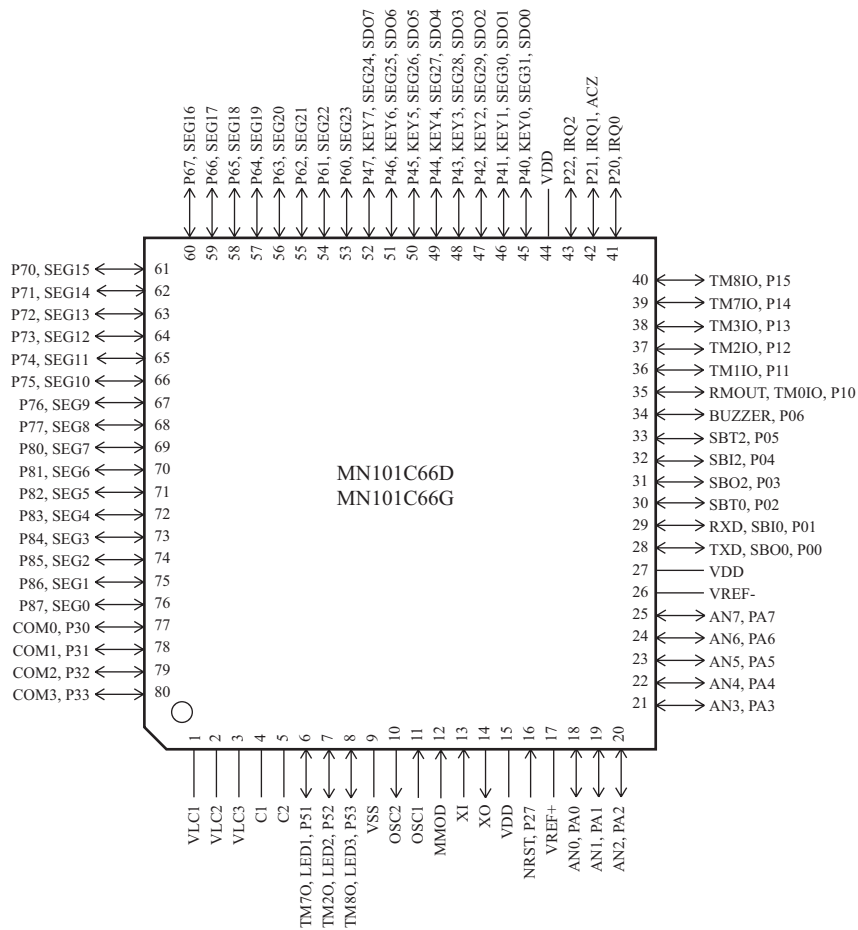 P67, SEG16
P66, SEG17
P65, SEG18
P64, SEG19
P63, SEG20
P62, SEG21
P61, SEG22
P60, SEG23
P47, KEY7, SEG24, SDO7
P46, KEY6, SEG25, SDO6
P45, KEY5, SEG26, SDO5
P44, KEY4, SEG27, SDO4
P43, KEY3, SEG28, SDO3
P42, KEY2, SEG29, SDO2
P41, KEY1, SEG30, SDO1
P40, KEY0, SEG31, SDO0
VDD
P22, IRQ2
P21, IRQ1, ACZ
P20, IRQ0
60
59
58
57
56
55
54
53
52
51
50
49
48
47
46
45
44
43
42
41
P70, SEG15 61
P71, SEG14 62
P72, SEG13 63
P73, SEG12 64
P74, SEG11 65
P75, SEG10 66
P76, SEG9 67
P77, SEG8 68
P80, SEG7 69
P81, SEG6 70
P82, SEG5 71
P83, SEG4 72
P84, SEG3 73
P85, SEG2 74
P86, SEG1 75
P87, SEG0 76
COM0, P30 77
COM1, P31 78
COM2, P32 79
COM3, P33 80
MN101C66D
MN101C66G
40 TM8IO, P15
39 TM7IO, P14
38 TM3IO, P13
37 TM2IO, P12
36 TM1IO, P11
35 RMOUT, TM0IO, P10
34 BUZZER, P06
33 SBT2, P05
32 SBI2, P04
31 SBO2, P03
30 SBT0, P02
29 RXD, SBI0, P01
28 TXD, SBO0, P00
27 VDD
26 VREF-
25 AN7, PA7
24 AN6, PA6
23 AN5, PA5
22 AN4, PA4
21 AN3, PA3
1
2
3
4
5
6
7
8
9
10
11
12
13
14
15
16
17
18
19
20
VLC1
VLC2
VLC3
C1
C2
TM7O, LED1, P51
TM2O, LED2, P52
TM8O, LED3, P53
VSS
OSC2
OSC1
MMOD
XI
XO
VDD
NRST, P27
VREF+
AN0, PA0
AN1, PA1
AN2, PA2